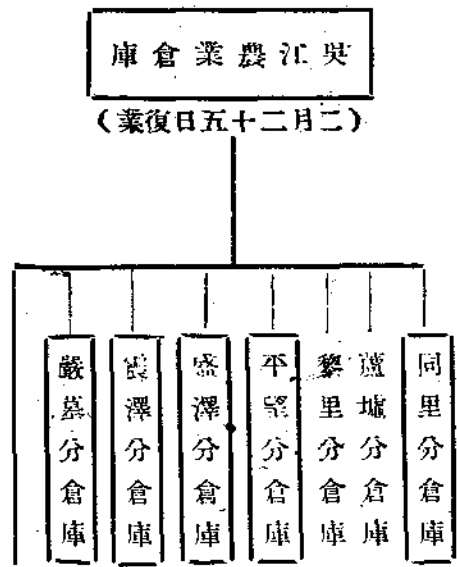 吳江農業倉庫
(二月二十五日復業)
同里分倉庫
蘆墟分倉庫
黎里分倉庫
平望分倉庫
盛澤分倉庫
震澤分倉庫
嚴墓分倉庫